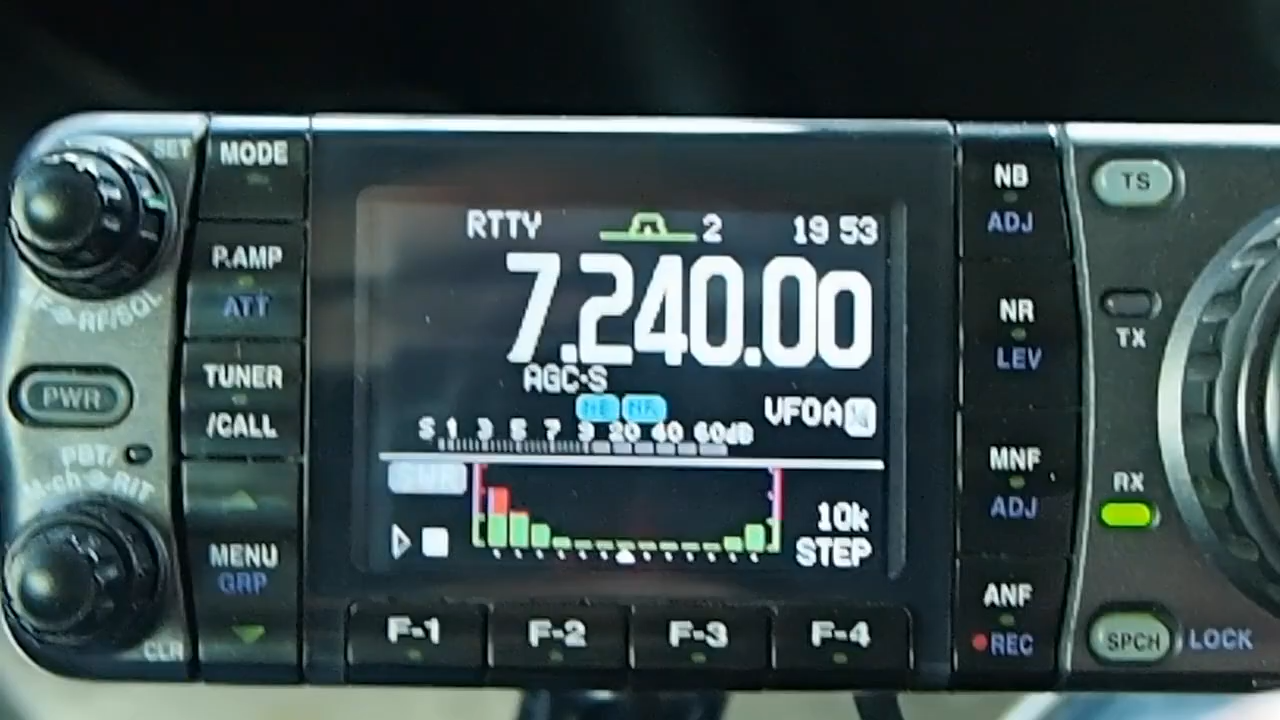 SET
MODE
P.AMP
ATT
AF RF/SQL
PWR
TUNER
/CALL
PBT/
M-ch RIT
MENU
GRP
CLR
RTTY 2 19 53
7.240.00
AGC-S
NB NR
VFOA
S 1 3 5 7 9 20 40 60dB
SWR
10k
STEP
F-1 F-2 F-3 F-4
NB
ADJ
NR
LEV
MNF
ADJ
ANF
REC
TS
TX
RX
SPCH LOCK